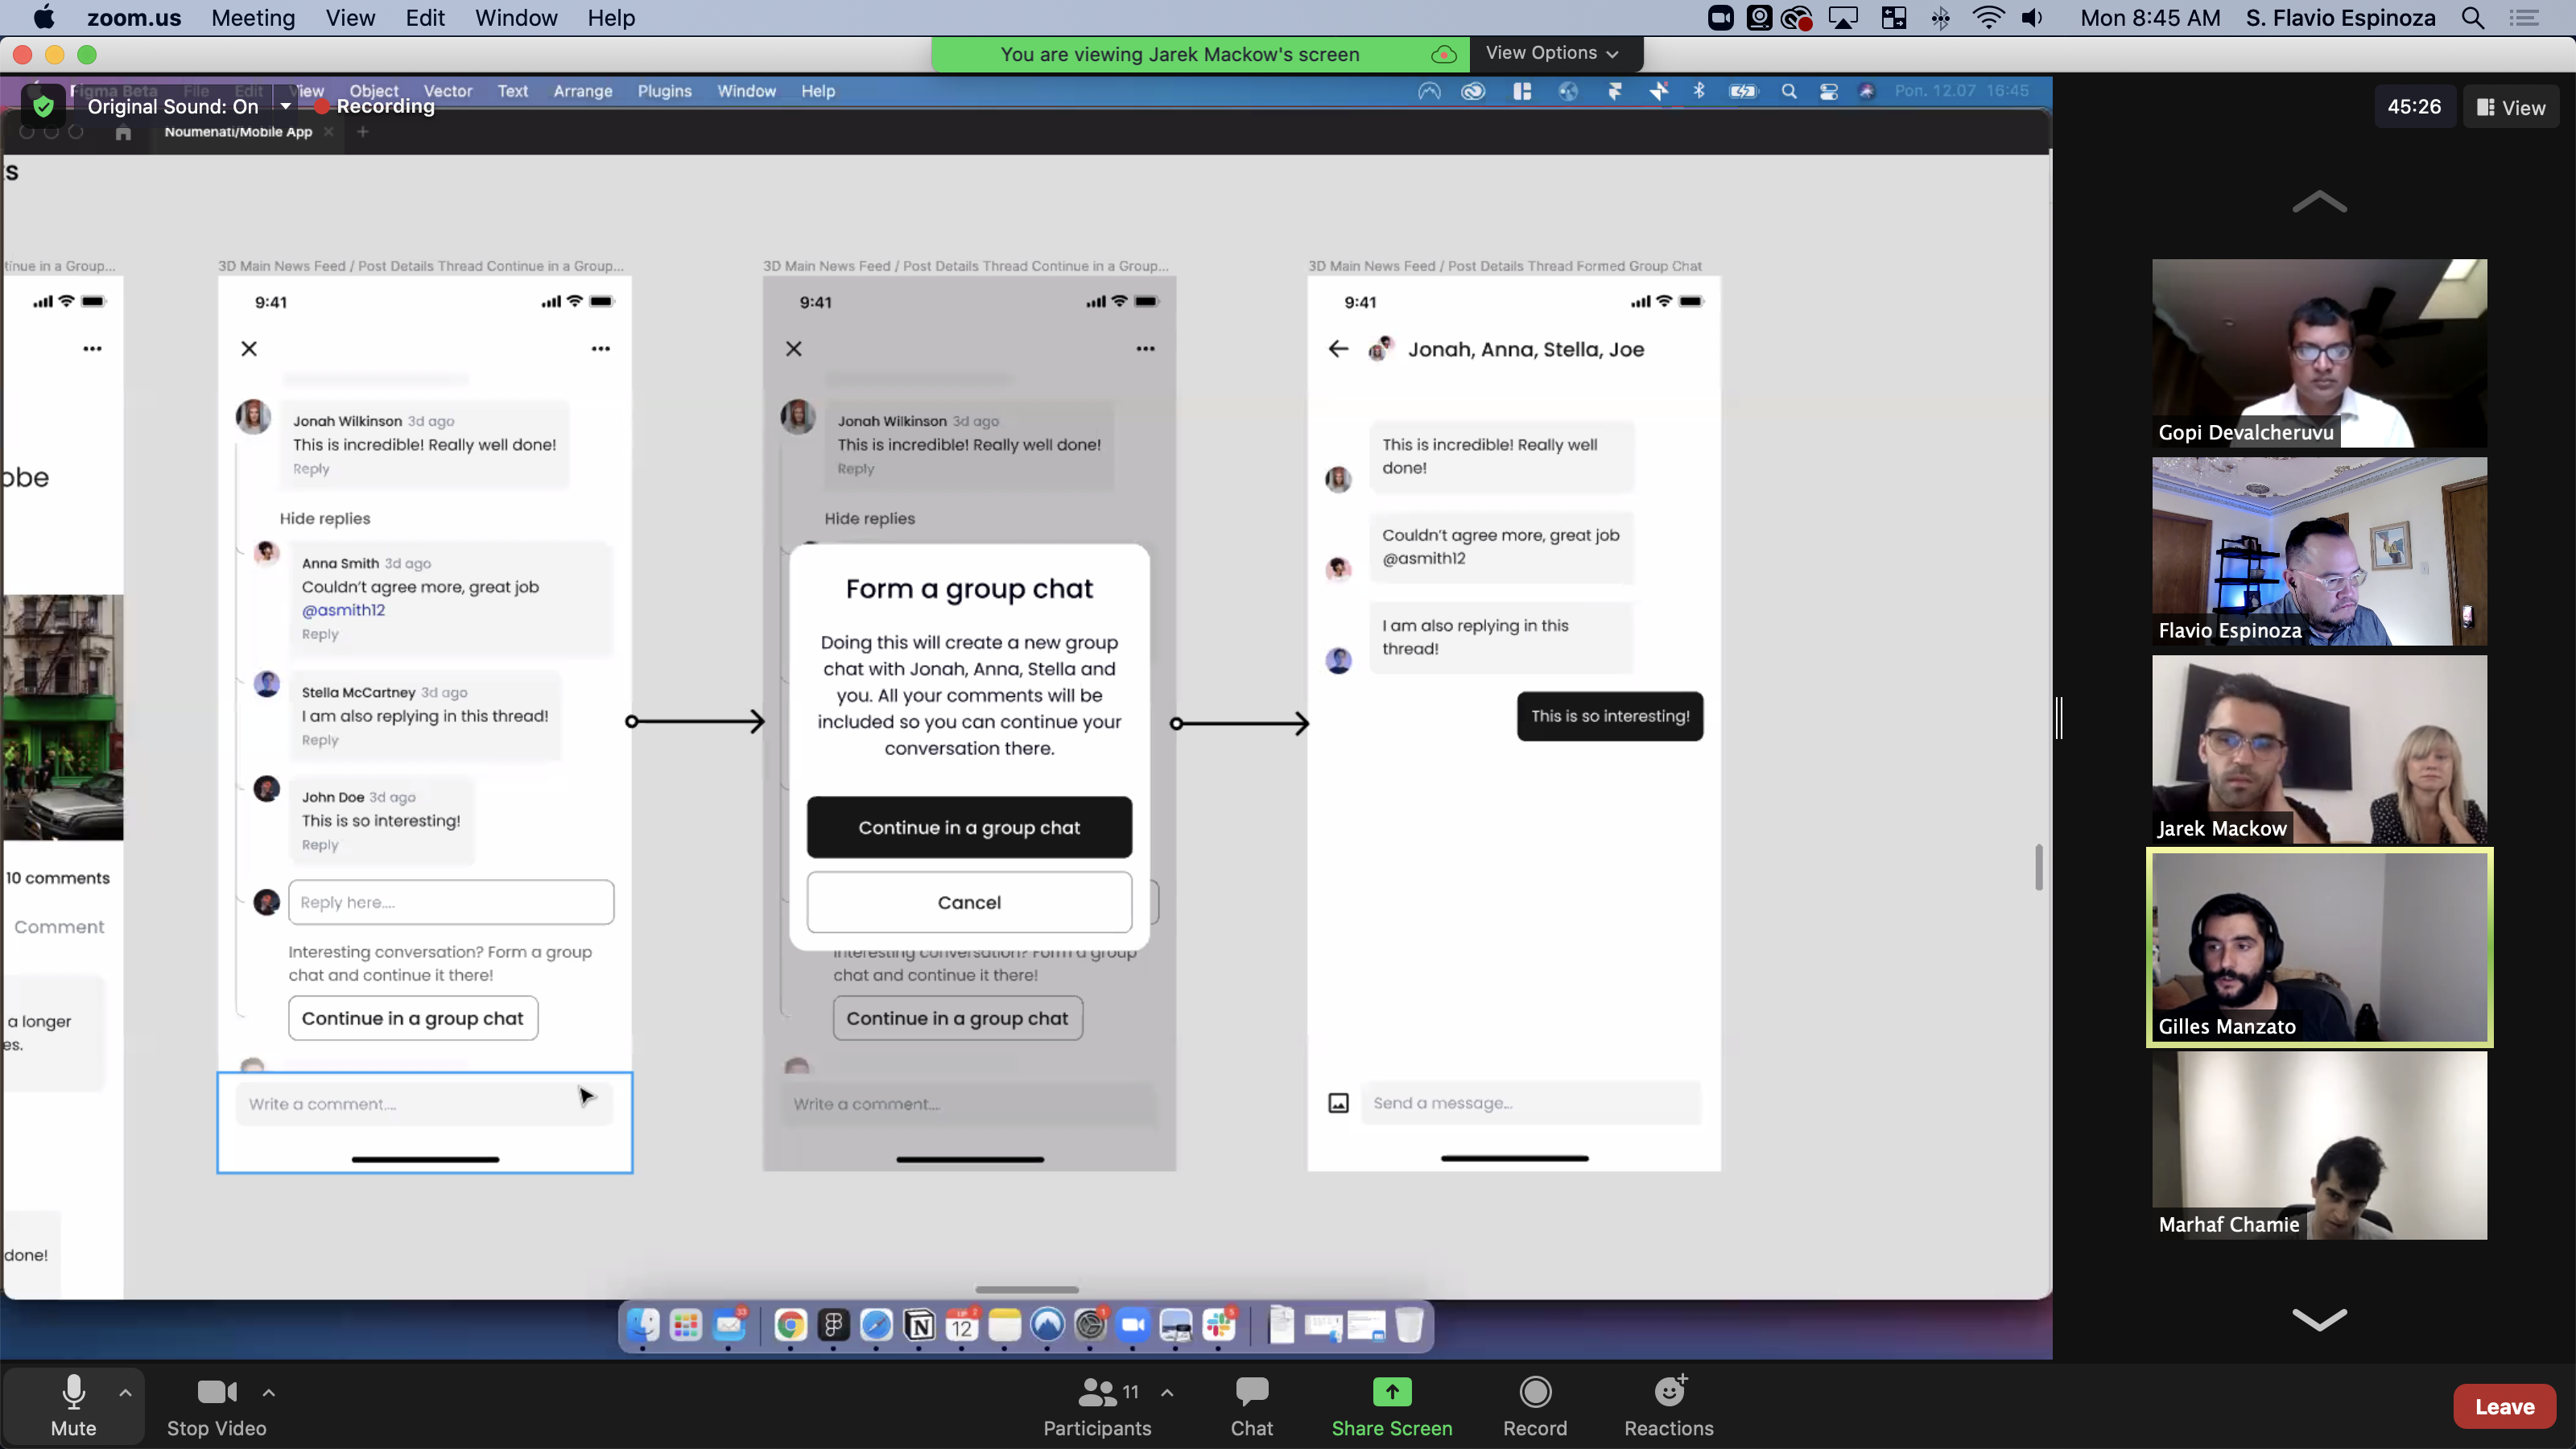 zoom.us Meeting View Edit Window Help
Mon 8:45 AM S. Flavio Espinoza
You are viewing Jarek Mackow's screen
View Options
Figma Beta File Edit View Object Vector Text Arrange Plugins Window Help
Pon. 12.07 16:45
Original Sound: On
Recording
Noumenati/Mobile App
45:26
View
ts
tinue in a Group...
obe
10 comments
Comment
a longer
es.
done!
3D Main News Feed / Post Details Thread Continue in a Group...
9:41
Jonah Wilkinson 3d ago
This is incredible! Really well done!
Reply
Hide replies
Anna Smith 3d ago
Couldn't agree more, great job
@asmith12
Reply
Stella McCartney 3d ago
I am also replying in this thread!
Reply
John Doe 3d ago
This is so interesting!
Reply
Reply here....
Interesting conversation? Form a group
chat and continue it there!
Continue in a group chat
Write a comment....
3D Main News Feed / Post Details Thread Continue in a Group...
9:41
Jonah Wilkinson 3d ago
This is incredible! Really well done!
Reply
Hide replies
Form a group chat
Doing this will create a new group
chat with Jonah, Anna, Stella and
you. All your comments will be
included so you can continue your
conversation there.
Continue in a group chat
Cancel
Interesting conversation? Form a group
chat and continue it there!
Continue in a group chat
Write a comment....
3D Main News Feed / Post Details Thread Formed Group Chat
9:41
Jonah, Anna, Stella, Joe
This is incredible! Really well
done!
Couldn't agree more, great job
@asmith12
I am also replying in this
thread!
This is so interesting!
Send a message...
Gopi Devalcheruvu
Flavio Espinoza
Jarek Mackow
Gilles Manzato
Marhaf Chamie
33
12
2
1
5
Mute
Stop Video
11
Participants
Chat
Share Screen
Record
Reactions
Leave